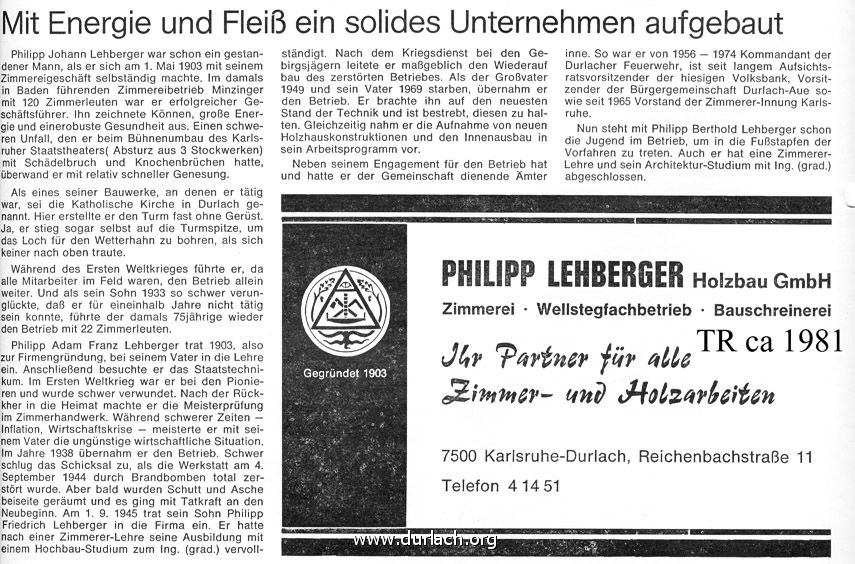 Mit Energie und Fleiß ein solides Unternehmen aufgebaut
Philipp Johann Lehberger war schon ein gestan-
dener Mann, als er sich am 1. Mai 1903 mit seinem
Zimmereigeschäft selbständig machte. Im damals
in Baden führenden Zimmereibetrieb Minzinger
mit 120 Zimmerleuten war er erfolgreicher Ge-
schäftsführer. Ihn zeichnete Können, große Ener-
gie und einerobuste Gesundheit aus. Einen schwe-
ren Unfall, den er beim Bühnenumbau des Karls-
ruher Staatstheaters( Absturz aus 3 Stockwerken)
mit Schädelbruch und Knochenbrüchen hatte,
überwand er mit relativ schneller Genesung.
Als eines seiner Bauwerke, an denen er tätig
war, sei die Katholische Kirche in Durlach ge-
nannt. Hier erstellte er den Turm fast ohne Gerüst.
Ja, er stieg sogar selbst auf die Turmspitze, um
das Loch für den Wetterhahn zu bohren, als sich
keiner nach oben traute.
Während des Ersten Weltkrieges führte er, da
alle Mitarbeiter im Feld waren, den Betrieb allein
weiter. Und als sein Sohn 1933 so schwer verun-
glückte, daß er für eineinhalb Jahre nicht tätig
sein konnte, führte der damals 75jährige wieder
den Betrieb mit 22 Zimmerleuten.
Philipp Adam Franz Lehberger trat 1903, also
zur Firmengründung, bei seinem Vater in die Lehre
ein. Anschließend besuchte er das Staatstechni-
kum. Im Ersten Weltkrieg war er bei den Pionie-
ren und wurde schwer verwundet. Nach der Rück-
kher in die Heimat machte er die Meisterprüfung
im Zimmerhandwerk. Während schwerer Zeiten —
Inflation, Wirtschaftskrise — meisterte er mit sei-
nem Vater die ungünstige wirtschaftliche Situation.
Im Jahre 1938 übernahm er den Betrieb. Schwer
schlug das Schicksal zu, als die Werkstatt am 4.
September 1944 durch Brandbomben total zer-
stört wurde. Aber bald wurden Schutt und Asche
beiseite geräumt und es ging mit Tatkraft an den
Neubeginn. Am 1. 9. 1945 trat sein Sohn Philipp
Friedrich Lehberger in die Firma ein. Er hatte
nach einer Zimmerer-Lehre seine Ausbildung mit
einem Hochbau-Studium zum Ing. (grad.) vervoll-
ständigt. Nach dem Kriegsdienst bei den Ge-
birgsjägern leitete er maßgeblich den Wiederauf
bau des zerstörten Betriebes. Als der Großvater
1949 und sein Vater 1969 starben, übernahm er
den Betrieb. Er brachte ihn auf den neuesten
Stand der Technik und ist bestrebt, diesen zu hal-
ten. Gleichzeitig nahm er die Aufnahme von neuen
Holzhauskonstruktionen und den Innenausbau in
sein Arbeitsprogramm vor.
Neben seinem Engagement für den Betrieb hat
und hatte er der Gemeinschaft dienende Ämter
inne. So war er von 1956 — 1974 Kommandant der
Durlacher Feuerwehr, ist seit langem Aufsichts-
ratsvorsitzender der hiesigen Volksbank, Vorsit-
zender der Bürgergemeinschaft Durlach-Aue so-
wie seit 1965 Vorstand der Zimmerer-Innung Karls-
ruhe.
Nun steht mit Philipp Berthold Lehberger schon
die Jugend im Betrieb, um in die Fußstapfen der
Vorfahren zu treten. Auch er hat eine Zimmerer-
Lehre und sein Architektur-Studium mit Ing. (grad.)
abgeschlossen.
Gegründet 1903
PHILIPP LEHBERGER Holzbau GmbH
Zimmerei · Wellstegfachbetrieb · Bauschreinerei
TR ca 1981
Ihr Partner für alle
Zimmer- und Holzarbeiten
7500 Karlsruhe-Durlach, Reichenbachstraße 11
Telefon 4 14 51
www.durlach.org